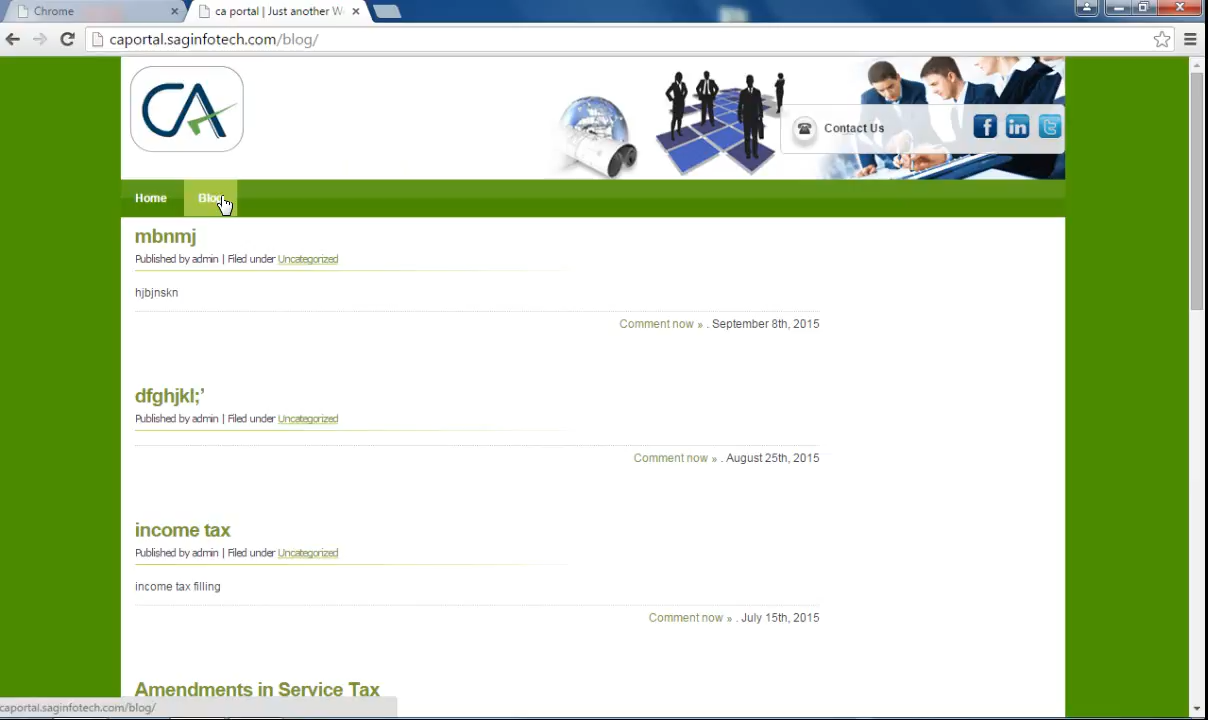 Chrome
ca portal | Just another W
caportal.saginfotech.com/blog/
CA
Contact Us
Home Blog
mbnmj
Published by admin | Filed under Uncategorized
hjbjnskn
Comment now » . September 8th, 2015
dfghjkl;’
Published by admin | Filed under Uncategorized
Comment now » . August 25th, 2015
income tax
Published by admin | Filed under Uncategorized
income tax filling
Comment now » . July 15th, 2015
Amendments in Service Tax
caportal.saginfotech.com/blog/